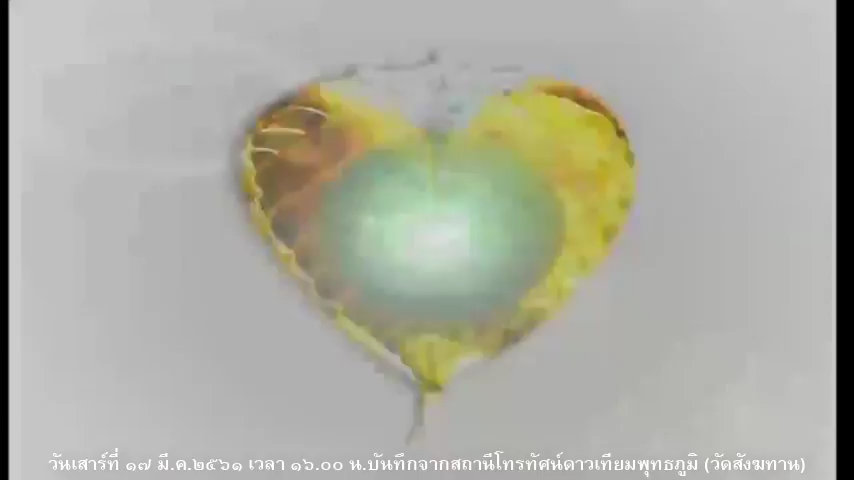 วันเสาร์ที่ ๑๗ มี.ค.๒๕๖๑ เวลา ๑๖.๐๐ น.บันทึกจากสถานีโทรทัศน์ดาวเทียมพุทธภูมิ (วัดสังฆทาน)